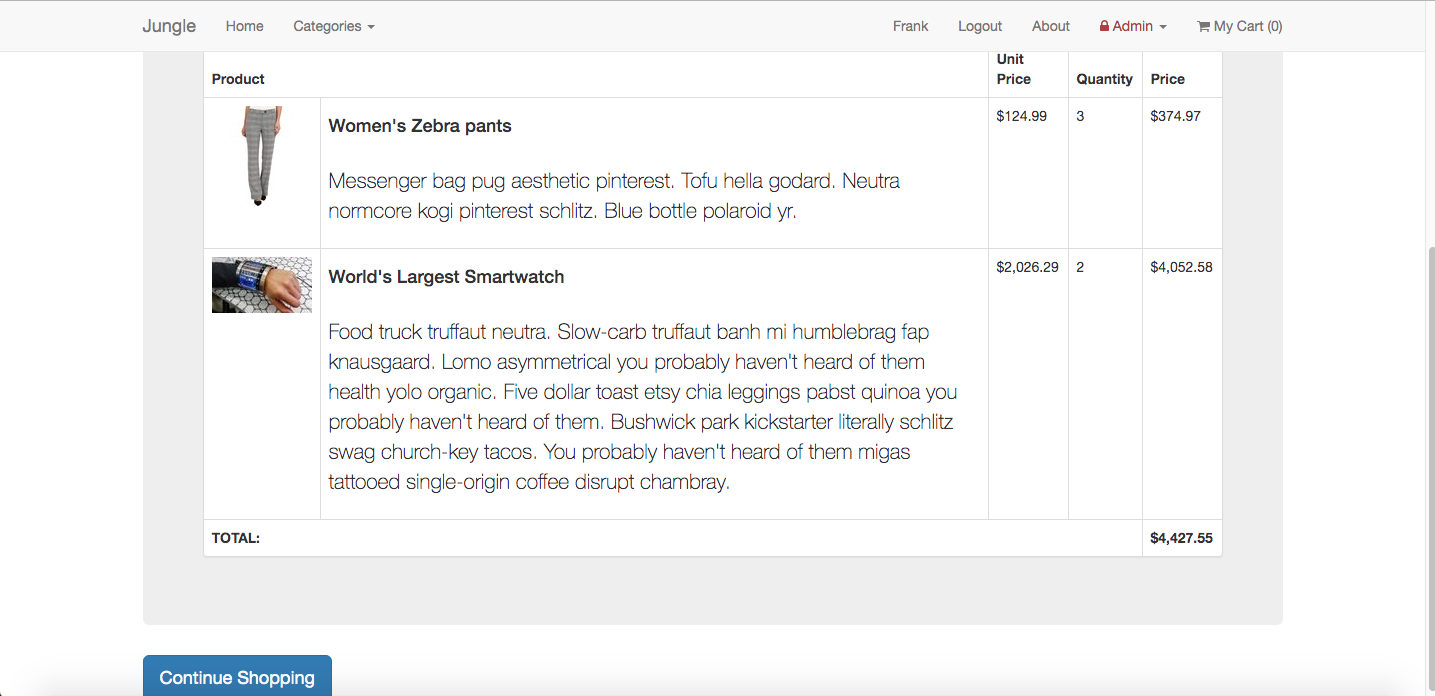 Jungle Home Categories Frank Logout About Admin My Cart (0)
Unit
Product Price Quantity Price
Women's Zebra pants $124.99 3 $374.97
Messenger bag pug aesthetic pinterest. Tofu hella godard. Neutra
normcore kogi pinterest schlitz. Blue bottle polaroid yr.
World's Largest Smartwatch $2,026.29 2 $4,052.58
Food truck truffaut neutra. Slow-carb truffaut banh mi humblebrag fap
knausgaard. Lomo asymmetrical you probably haven't heard of them
health yolo organic. Five dollar toast etsy chia leggings pabst quinoa you
probably haven't heard of them. Bushwick park kickstarter literally schlitz
swag church-key tacos. You probably haven't heard of them migas
tattooed single-origin coffee disrupt chambray.
TOTAL: $4,427.55
Continue Shopping